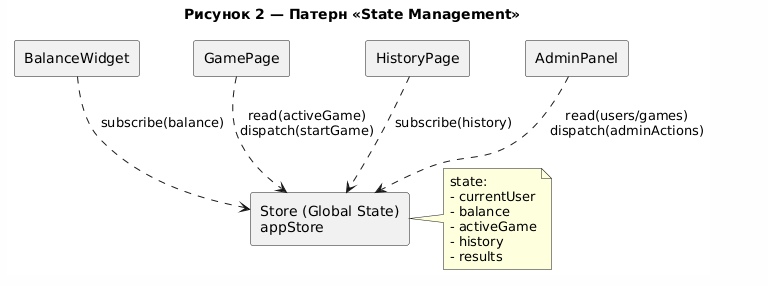 Рисунок 2 — Патерн «State Management»
BalanceWidget
GamePage
HistoryPage
AdminPanel
subscribe(balance)
read(activeGame)
dispatch(startGame)
subscribe(history)
read(users/games)
dispatch(adminActions)
Store (Global State)
appStore
state:
- currentUser
- balance
- activeGame
- history
- results